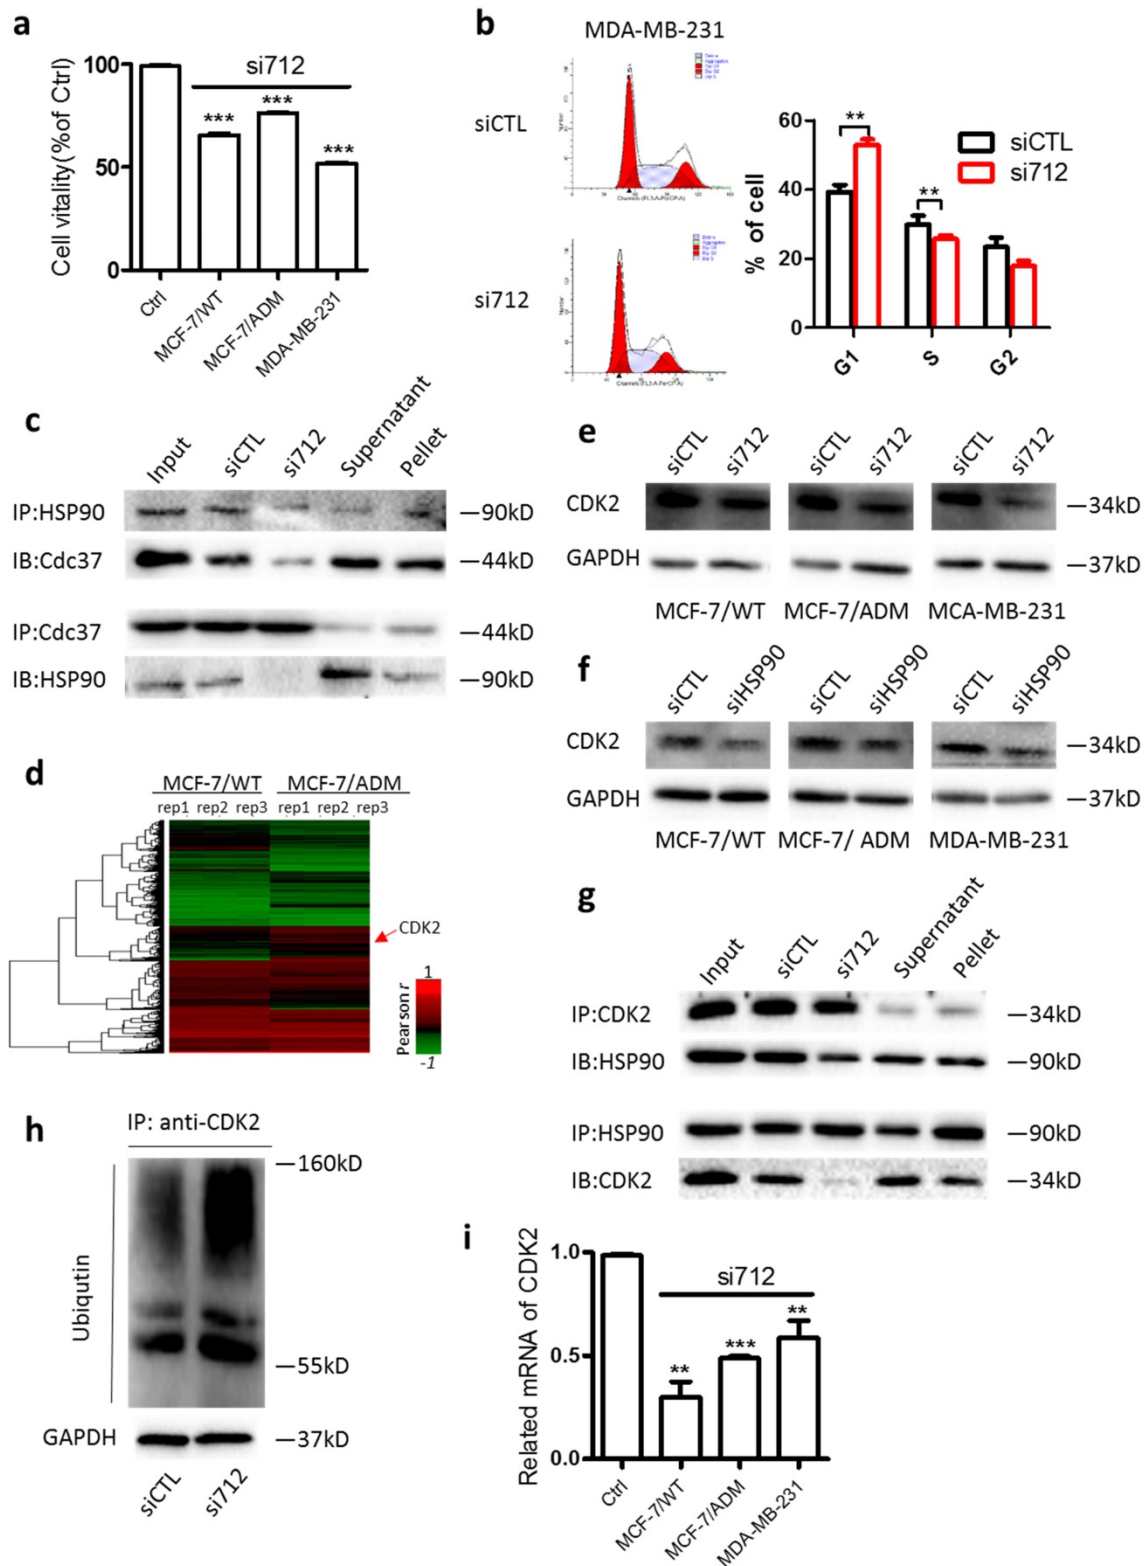 a
Cell vitality(%of Ctrl)
100
50
0
si712
***
***
***
Ctrl
MCF-7/WT
MCF-7/ADM
MDA-MB-231
b
MDA-MB-231
siCTL
si712
Number
Channels (FL3-A-PerCP-A)
Number
Channels (FL3-A-PerCP-A)
% of cell
60
40
20
0
**
**
siCTL
si712
G1
S
G2
c
Input
siCTL
si712
Supernatant
Pellet
IP:HSP90
—90kD
IB:Cdc37
—44kD
IP:Cdc37
—44kD
IB:HSP90
—90kD
d
MCF-7/WT
MCF-7/ADM
rep1 rep2 rep3
rep1 rep2 rep3
CDK2
1
Pearson r
-1
e
siCTL
si712
siCTL
si712
siCTL
si712
CDK2
—34kD
GAPDH
—37kD
MCF-7/WT
MCF-7/ADM
MCA-MB-231
f
siCTL
siHSP90
siCTL
siHSP90
siCTL
siHSP90
CDK2
—34kD
GAPDH
—37kD
MCF-7/WT
MCF-7/ ADM
MDA-MB-231
g
Input
siCTL
si712
Supernatant
Pellet
IP:CDK2
—34kD
IB:HSP90
—90kD
IP:HSP90
—90kD
IB:CDK2
—34kD
h
IP: anti-CDK2
—160kD
Ubiqutin
—55kD
GAPDH
—37kD
siCTL
si712
i
Related mRNA of CDK2
1.0
0.5
0.0
si712
**
***
**
Ctrl
MCF-7/WT
MCF-7/ADM
MDA-MB-231